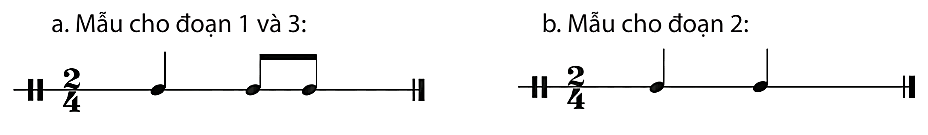 a. Mẫu cho đoạn 1 và 3:
b. Mẫu cho đoạn 2:
2
4
2
4